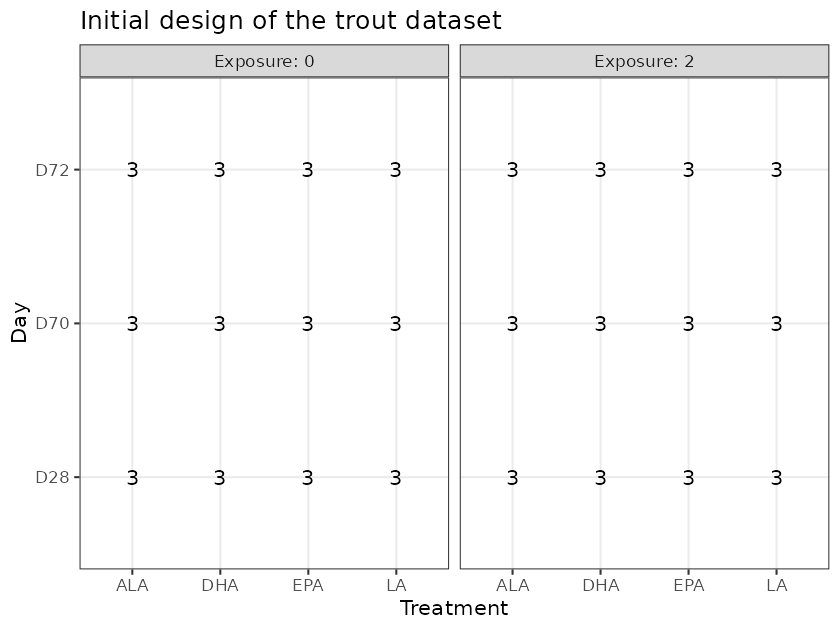 Initial design of the trout dataset
Exposure: 0 Exposure: 2
D72 3 3 3 3 3 3 3 3
Day
D70 3 3 3 3 3 3 3 3
D28 3 3 3 3 3 3 3 3
ALA DHA EPA LA ALA DHA EPA LA
Treatment